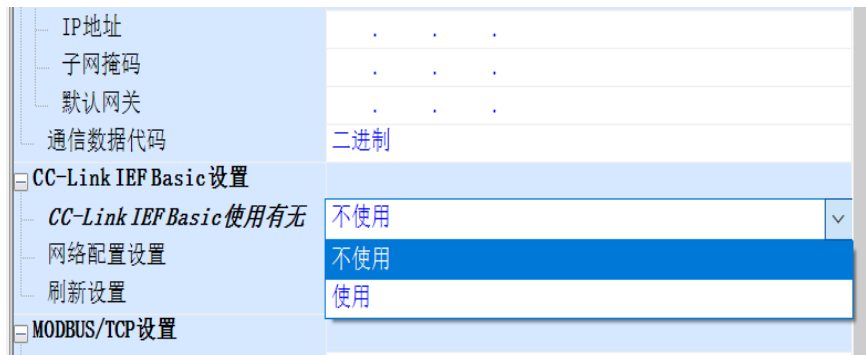 IP地址 . . .
子网掩码 . . .
默认网关 . . .
通信数据代码 二进制
CC-Link IEF Basic设置
CC-Link IEF Basic使用有无 不使用
网络配置设置 不使用
刷新设置 使用
MODBUS/TCP设置